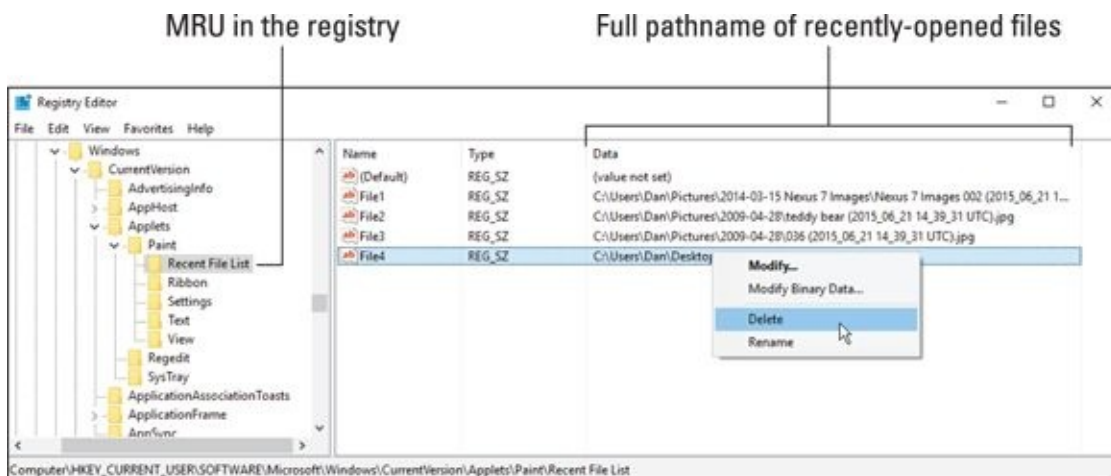 MRU in the registry
Full pathname of recently-opened files
Registry Editor
File Edit View Favorites Help
Windows
CurrentVersion
AdvertisingInfo
AppHost
Applets
Paint
Recent File List
Ribbon
Settings
Text
View
Regedit
SysTray
ApplicationAssociationToasts
ApplicationFrame
AppSync
Name Type Data
(Default) REG_SZ (value not set)
File1 REG_SZ C:\Users\Dan\Pictures\2014-03-15 Nexus 7 Images\Nexus 7 Images 002 (2015_06_21 1...
File2 REG_SZ C:\Users\Dan\Pictures\2009-04-28\teddy bear (2015_06_21 14_39_31 UTC).jpg
File3 REG_SZ C:\Users\Dan\Pictures\2009-04-28\036 (2015_06_21 14_39_31 UTC).jpg
File4 REG_SZ C:\Users\Dan\Desktop
Modify...
Modify Binary Data...
Delete
Rename
Computer\HKEY_CURRENT_USER\SOFTWARE\Microsoft\Windows\CurrentVersion\Applets\Paint\Recent File List